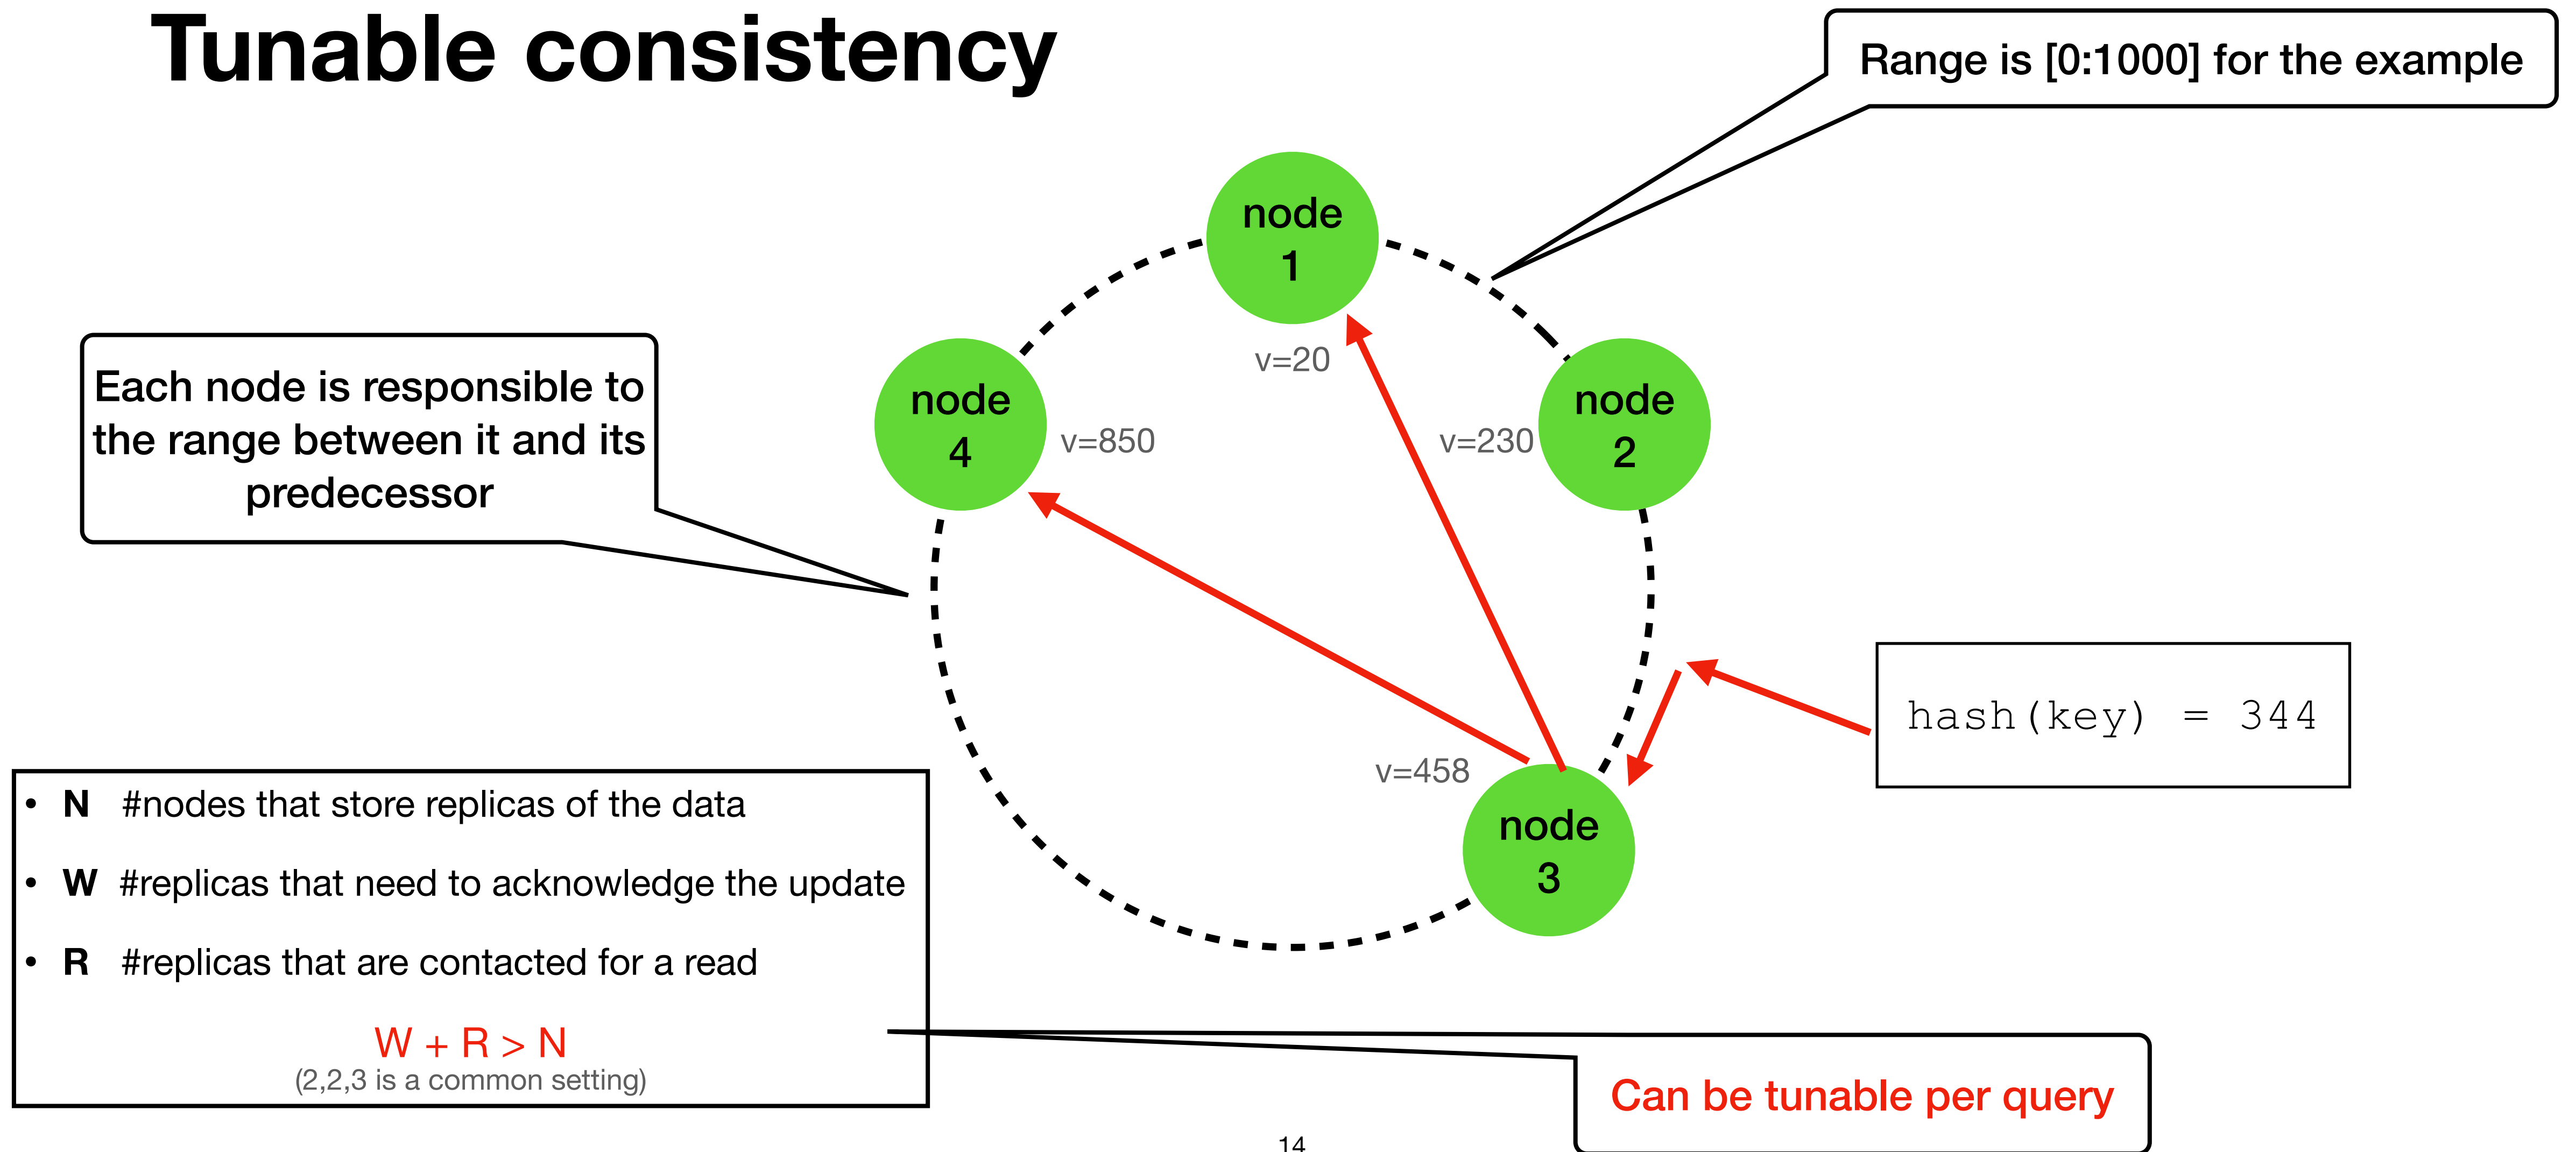 Tunable consistency
Range is [0:1000] for the example
node
1
v=20
Each node is responsible to
the range between it and its
predecessor
node
4
v=850
v=230
node
2
hash(key) = 344
v=458
node
3
• N #nodes that store replicas of the data
• W #replicas that need to acknowledge the update
• R #replicas that are contacted for a read
W + R > N
(2,2,3 is a common setting)
Can be tunable per query
14